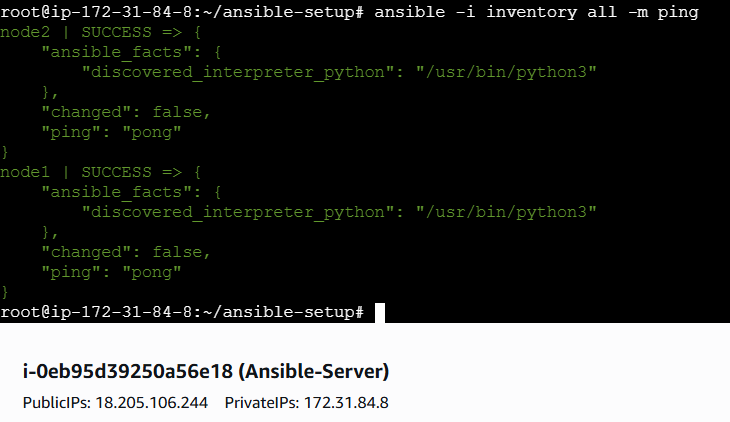 root@ip-172-31-84-8:~/ansible-setup# ansible -i inventory all -m ping
node2 | SUCCESS => {
    "ansible_facts": {
        "discovered_interpreter_python": "/usr/bin/python3"
    },
    "changed": false,
    "ping": "pong"
}
node1 | SUCCESS => {
    "ansible_facts": {
        "discovered_interpreter_python": "/usr/bin/python3"
    },
    "changed": false,
    "ping": "pong"
}
root@ip-172-31-84-8:~/ansible-setup#
i-0eb95d39250a56e18 (Ansible-Server)
PublicIPs: 18.205.106.244 PrivateIPs: 172.31.84.8